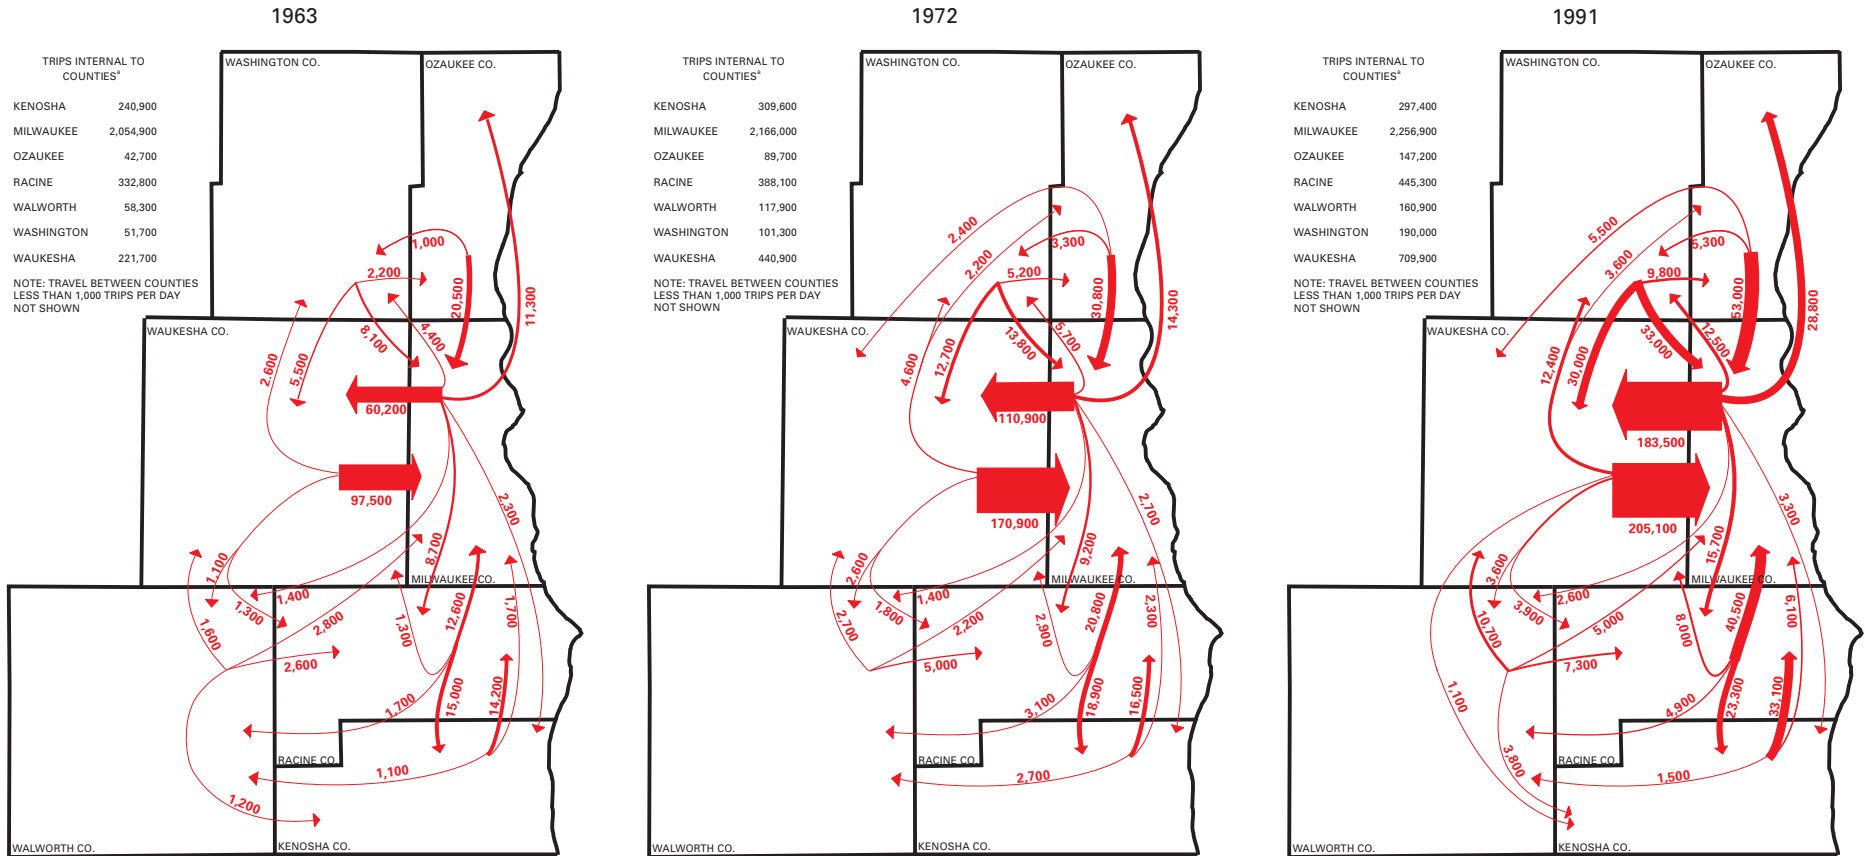 1963
TRIPS INTERNAL TO
COUNTIESª
KENOSHA 240,900
MILWAUKEE 2,054,900
OZAUKEE 42,700
RACINE 332,800
WALWORTH 58,300
WASHINGTON 51,700
WAUKESHA 221,700
NOTE: TRAVEL BETWEEN COUNTIES
LESS THAN 1,000 TRIPS PER DAY
NOT SHOWN
WASHINGTON CO.
OZAUKEE CO.
1,000
2,200
20,500
11,300
WAUKESHA CO.
8,100
4,400
2,600
5,500
60,200
97,500
2,300
8,700
1,100
MILWAUKEE CO.
1,400
1,300
2,800
1,600
1,300
12,600
1,700
2,600
1,700
15,000
14,200
RACINE CO.
1,100
1,200
WALWORTH CO.
KENOSHA CO.
1972
TRIPS INTERNAL TO
COUNTIESª
KENOSHA 309,600
MILWAUKEE 2,166,000
OZAUKEE 89,700
RACINE 388,100
WALWORTH 117,900
WASHINGTON 101,300
WAUKESHA 440,900
NOTE: TRAVEL BETWEEN COUNTIES
LESS THAN 1,000 TRIPS PER DAY
NOT SHOWN
WASHINGTON CO.
OZAUKEE CO.
2,400
3,300
2,200
5,200
30,800
14,300
WAUKESHA CO.
13,800
5,700
4,600
12,700
110,900
170,900
2,700
9,200
2,600
MILWAUKEE CO.
1,400
1,800
2,200
2,700
2,900
20,800
2,300
5,000
3,100
18,900
16,500
RACINE CO.
2,700
WALWORTH CO.
KENOSHA CO.
1991
TRIPS INTERNAL TO
COUNTIESª
KENOSHA 297,400
MILWAUKEE 2,256,900
OZAUKEE 147,200
RACINE 445,300
WALWORTH 160,900
WASHINGTON 190,000
WAUKESHA 709,900
NOTE: TRAVEL BETWEEN COUNTIES
LESS THAN 1,000 TRIPS PER DAY
NOT SHOWN
WASHINGTON CO.
OZAUKEE CO.
5,500
5,300
3,600
9,800
53,000
28,800
WAUKESHA CO.
33,000
12,500
12,400
30,000
183,500
205,100
3,300
15,700
3,600
MILWAUKEE CO.
2,600
3,900
5,000
10,700
8,000
40,500
6,100
7,300
1,100
4,900
23,300
33,100
3,800
RACINE CO.
1,500
WALWORTH CO.
KENOSHA CO.